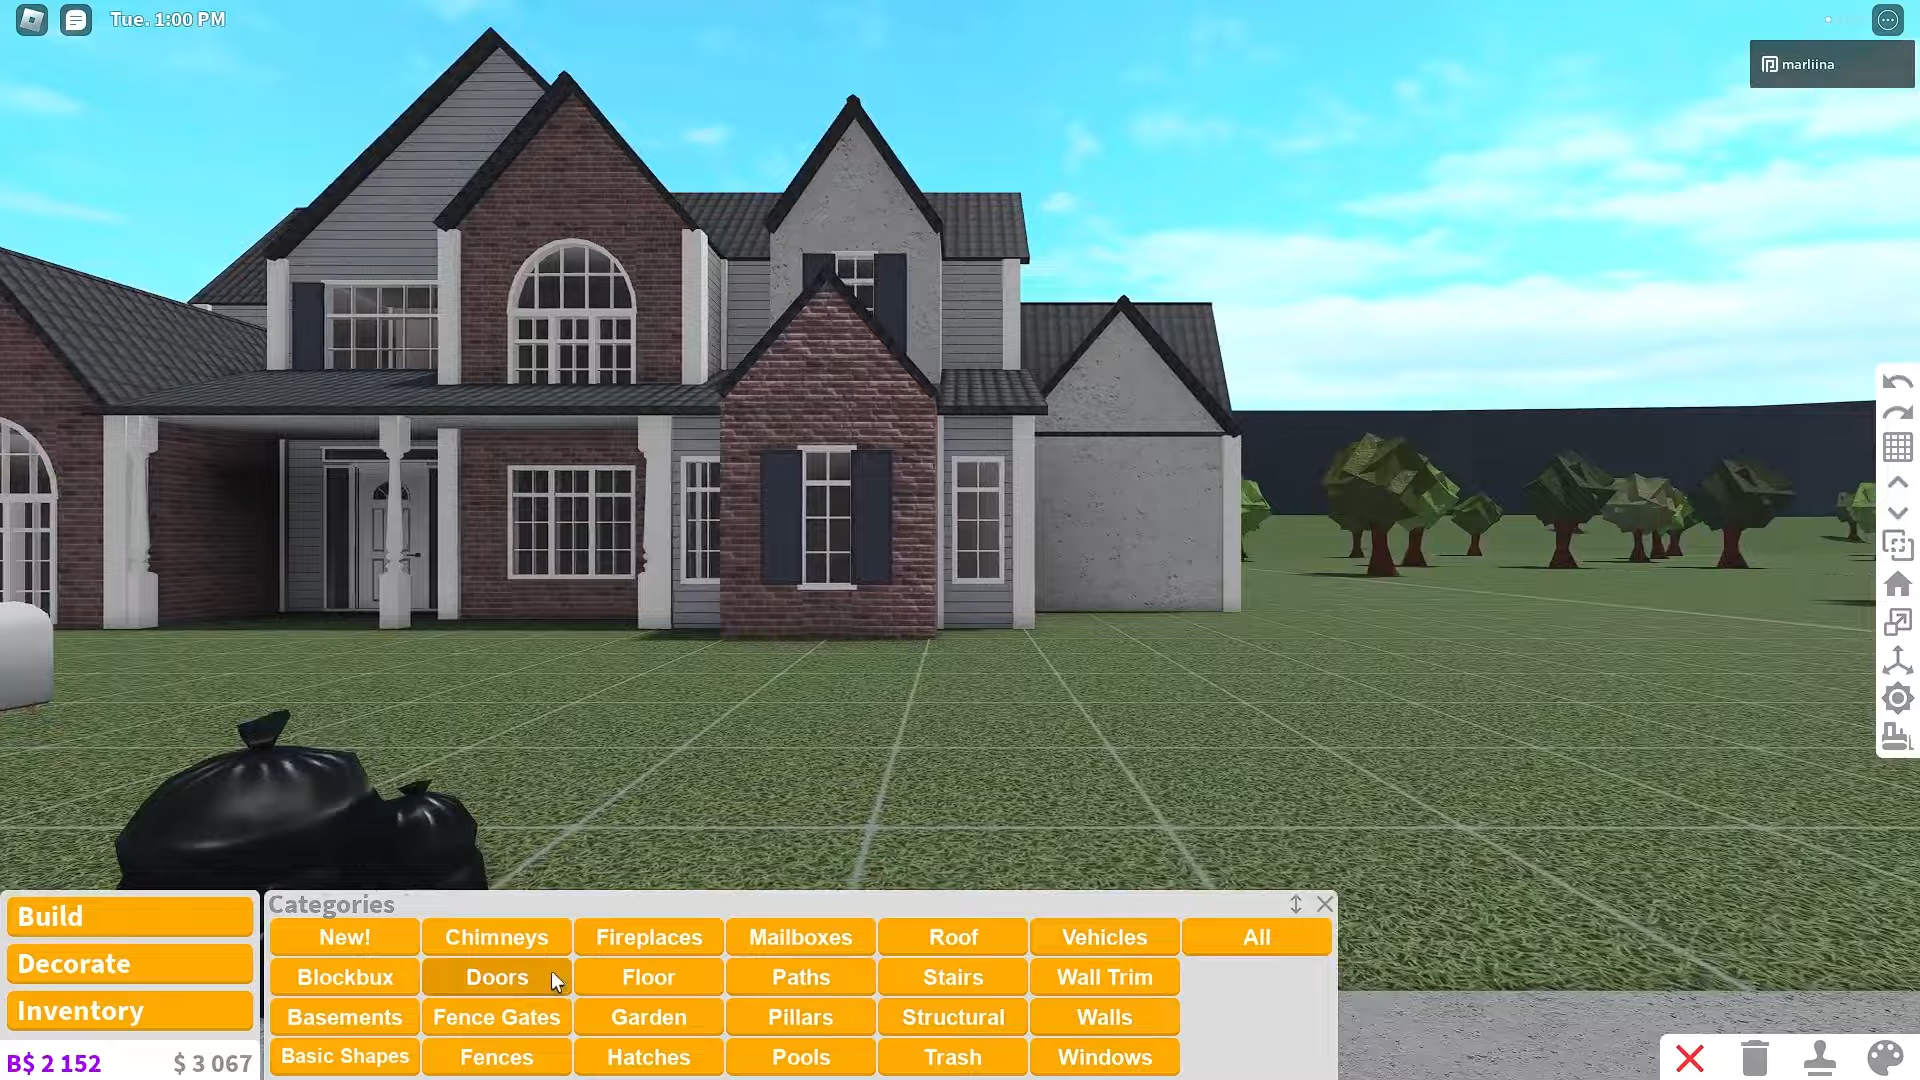 Tue. 1:00 PM
marliina
Build
Decorate
Inventory
B$ 2 152 $ 3 067
Categories
New! Chimneys Fireplaces Mailboxes Roof Vehicles All
Blockbux Doors Floor Paths Stairs Wall Trim
Basements Fence Gates Garden Pillars Structural Walls
Basic Shapes Fences Hatches Pools Trash Windows